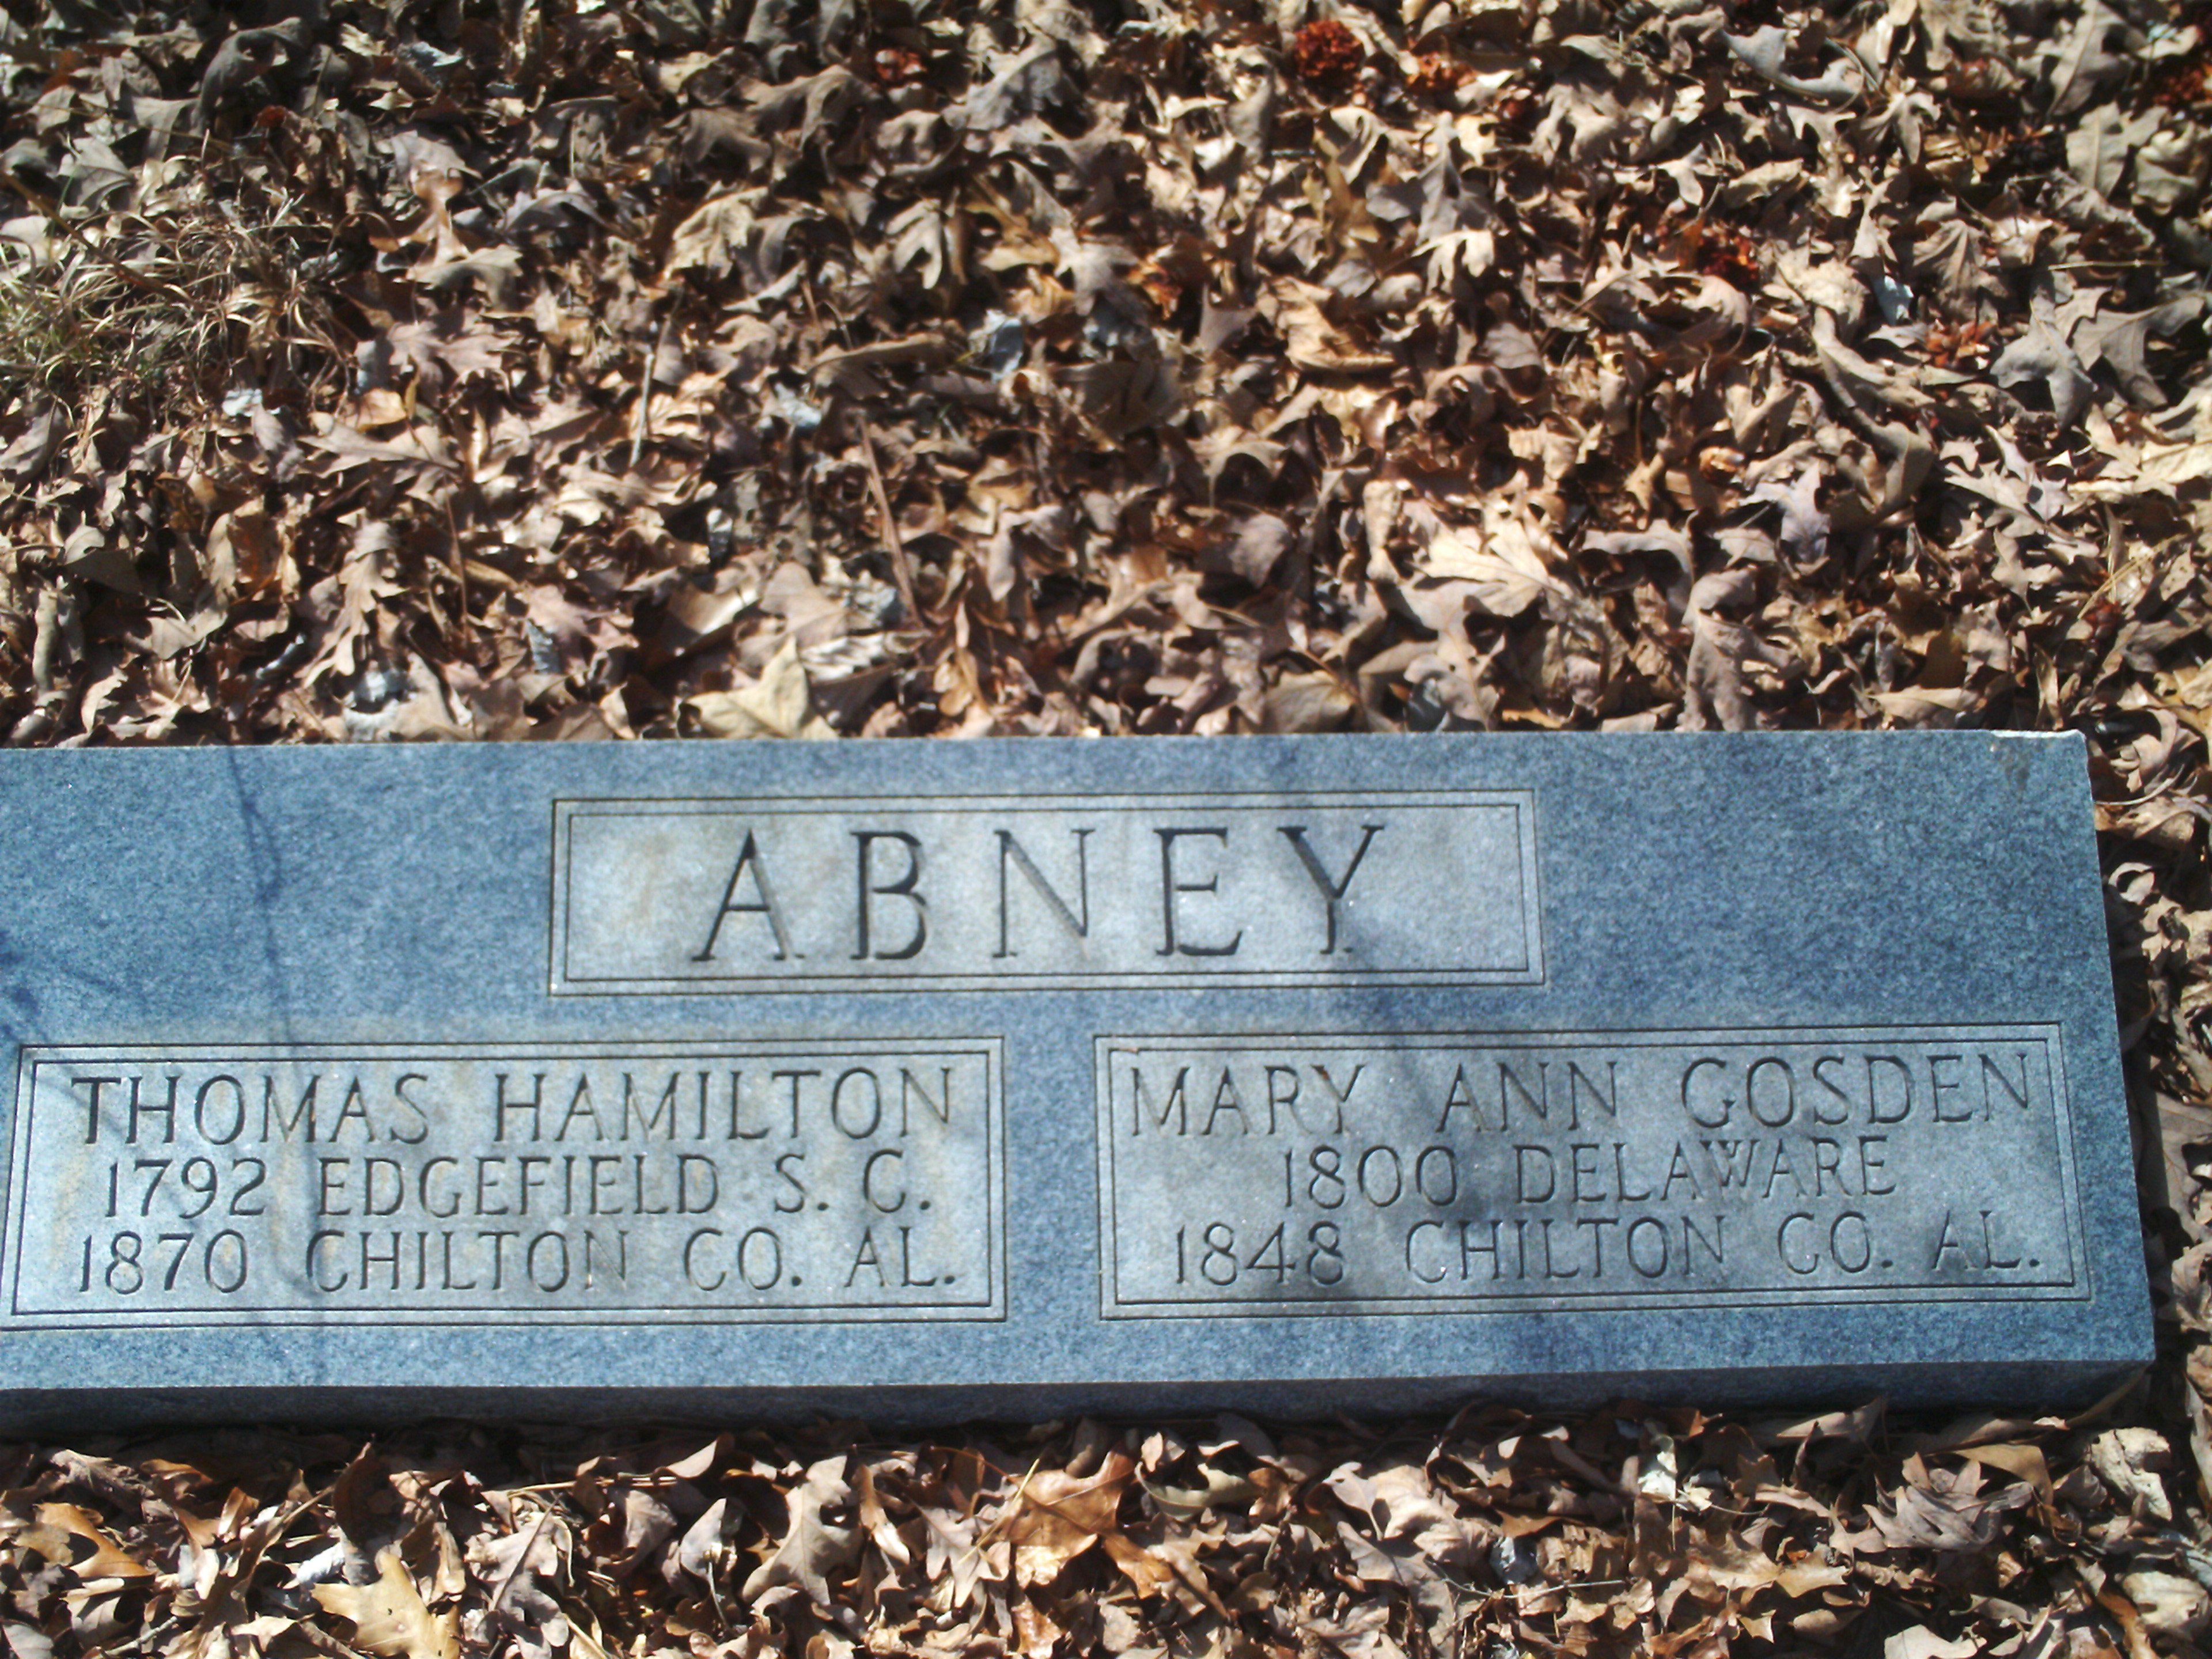 ABNEY
THOMAS HAMILTON
1792 EDGEFIELD S. C.
1870 CHILTON CO. AL.
MARY ANN GOSDEN
1800 DELAWARE
1848 CHILTON CO. AL.